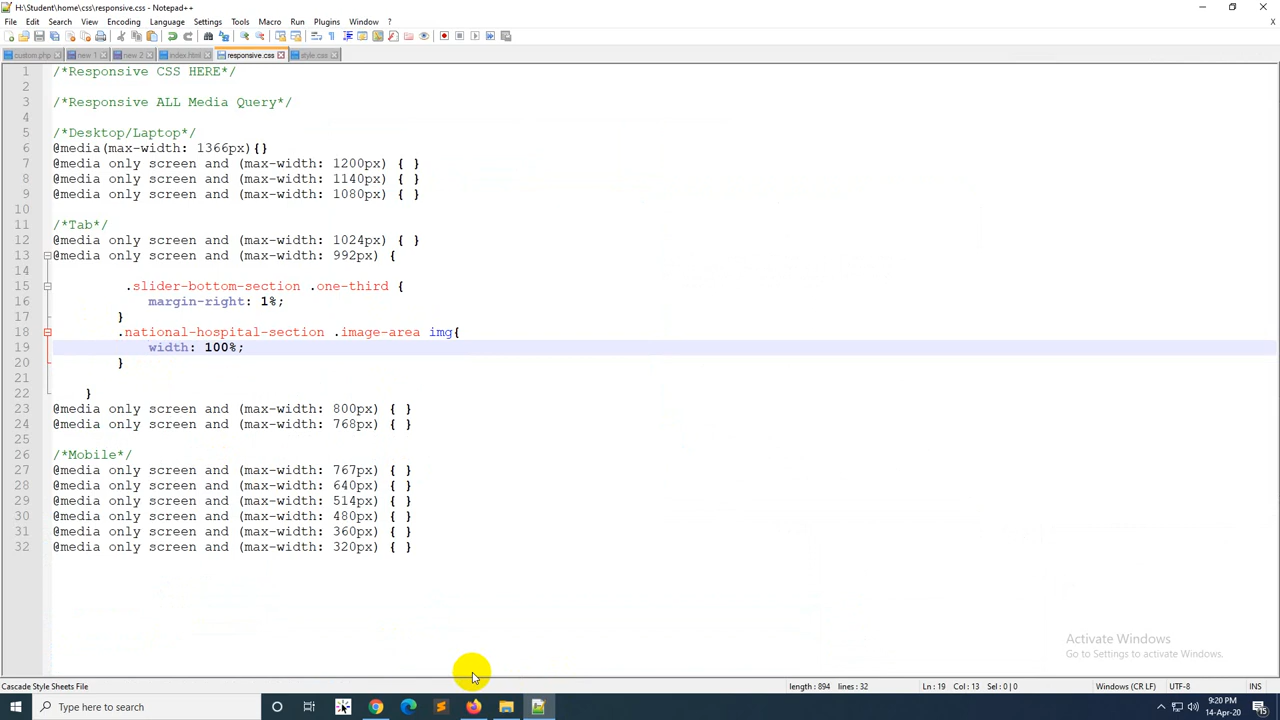 H:\Student\home\css\responsive.css - Notepad++
File Edit Search View Encoding Language Settings Tools Macro Run Plugins Window ?
custom.php new 1 new 2 index.html responsive.css style.css
1 /*Responsive CSS HERE*/
2
3 /*Responsive ALL Media Query*/
4
5 /*Desktop/Laptop*/
6 @media(max-width: 1366px){}
7 @media only screen and (max-width: 1200px) { }
8 @media only screen and (max-width: 1140px) { }
9 @media only screen and (max-width: 1080px) { }
10
11 /*Tab*/
12 @media only screen and (max-width: 1024px) { }
13 @media only screen and (max-width: 992px) {
14
15 .slider-bottom-section .one-third {
16 margin-right: 1%;
17 }
18 .national-hospital-section .image-area img{
19 width: 100%;
20 }
21
22 }
23 @media only screen and (max-width: 800px) { }
24 @media only screen and (max-width: 768px) { }
25
26 /*Mobile*/
27 @media only screen and (max-width: 767px) { }
28 @media only screen and (max-width: 640px) { }
29 @media only screen and (max-width: 514px) { }
30 @media only screen and (max-width: 480px) { }
31 @media only screen and (max-width: 360px) { }
32 @media only screen and (max-width: 320px) { }
Activate Windows
Go to Settings to activate Windows.
Cascade Style Sheets File length : 894 lines : 32 Ln : 19 Col : 13 Sel : 0 | 0 Windows (CR LF) UTF-8 INS
Type here to search
9:20 PM
14-Apr-20
15